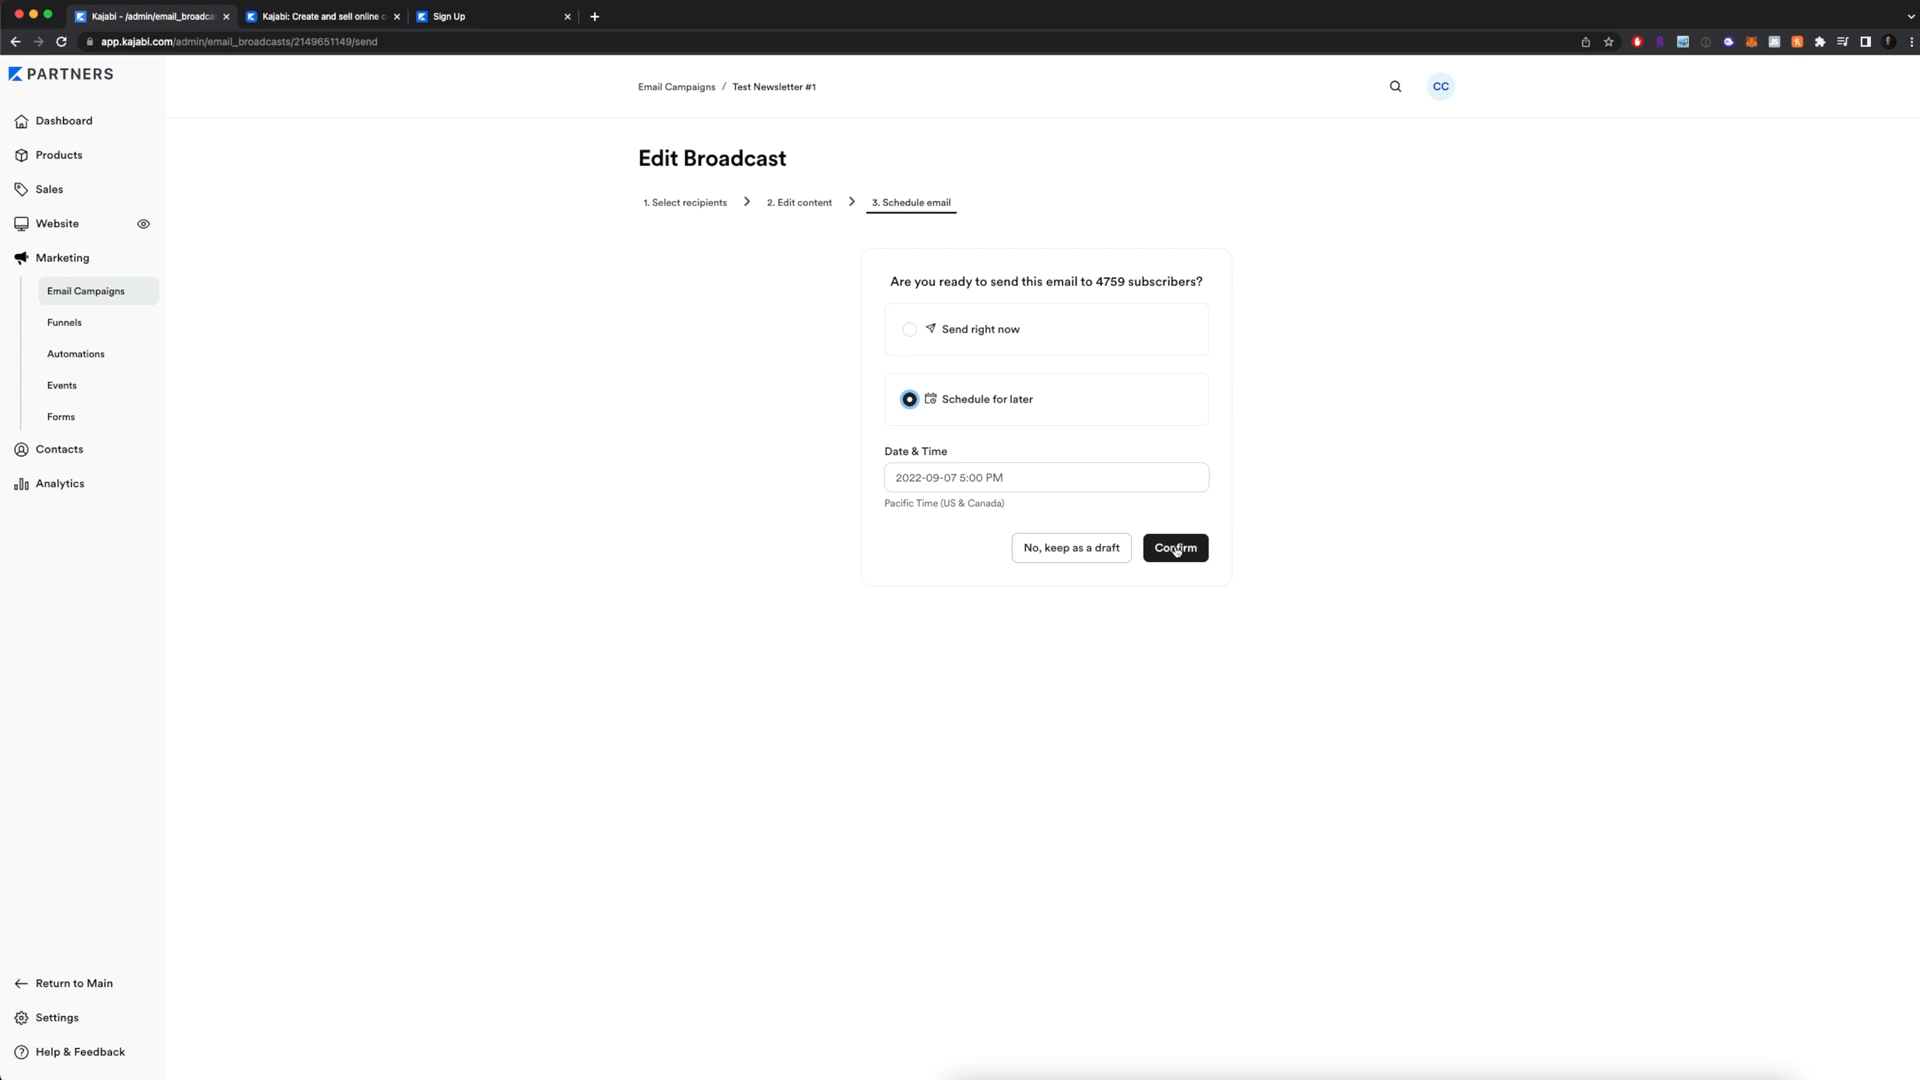 Kajabi - /admin/email_broadca
Kajabi: Create and sell online c
Sign Up
app.kajabi.com/admin/email_broadcasts/2149651149/send
PARTNERS
Email Campaigns / Test Newsletter #1
CC
Dashboard
Products
Sales
Website
Marketing
Email Campaigns
Funnels
Automations
Events
Forms
Contacts
Analytics
Return to Main
Settings
Help & Feedback
Edit Broadcast
1. Select recipients
2. Edit content
3. Schedule email
Are you ready to send this email to 4759 subscribers?
Send right now
Schedule for later
Date & Time
2022-09-07 5:00 PM
Pacific Time (US & Canada)
No, keep as a draft
Confirm